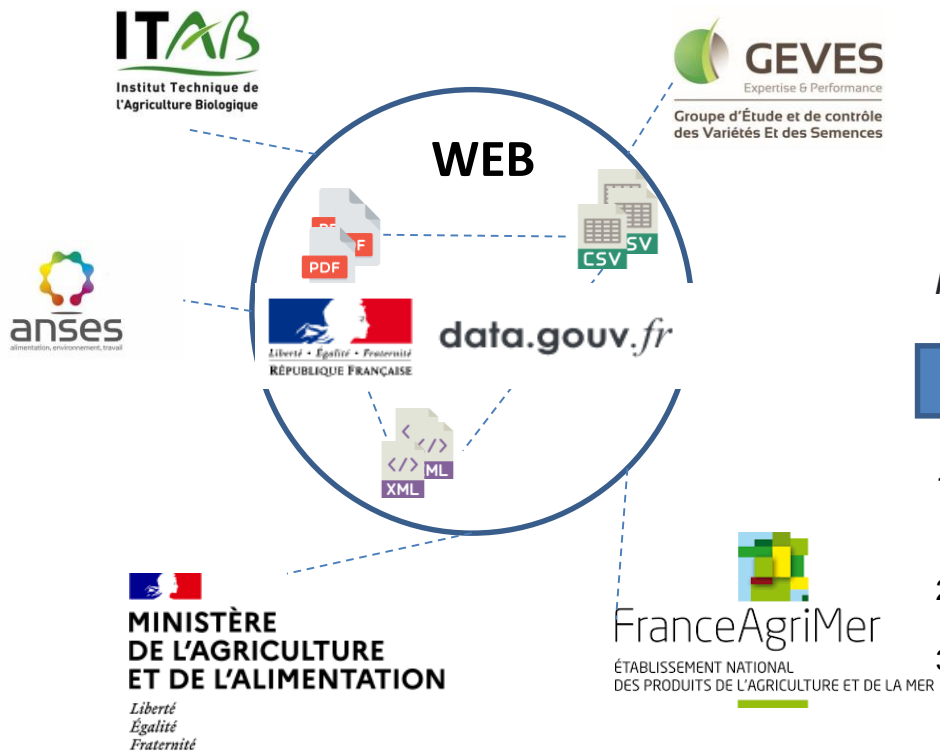 ITAB
Institut Technique de
l'Agriculture Biologique
GEVES
Expertise & Performance
Groupe d'Étude et de contrôle
des Variétés Et des Semences
WEB
PDF
CSV
anses
alimentation, environnement, travail
Liberté • Égalité • Fraternité
RÉPUBLIQUE FRANÇAISE
data.gouv.fr
</>
ML
</>
XML
MINISTÈRE
DE L'AGRICULTURE
ET DE L'ALIMENTATION
Liberté
Égalité
Fraternité
FranceAgriMer
ÉTABLISSEMENT NATIONAL
DES PRODUITS DE L'AGRICULTURE ET DE LA MER
2
3